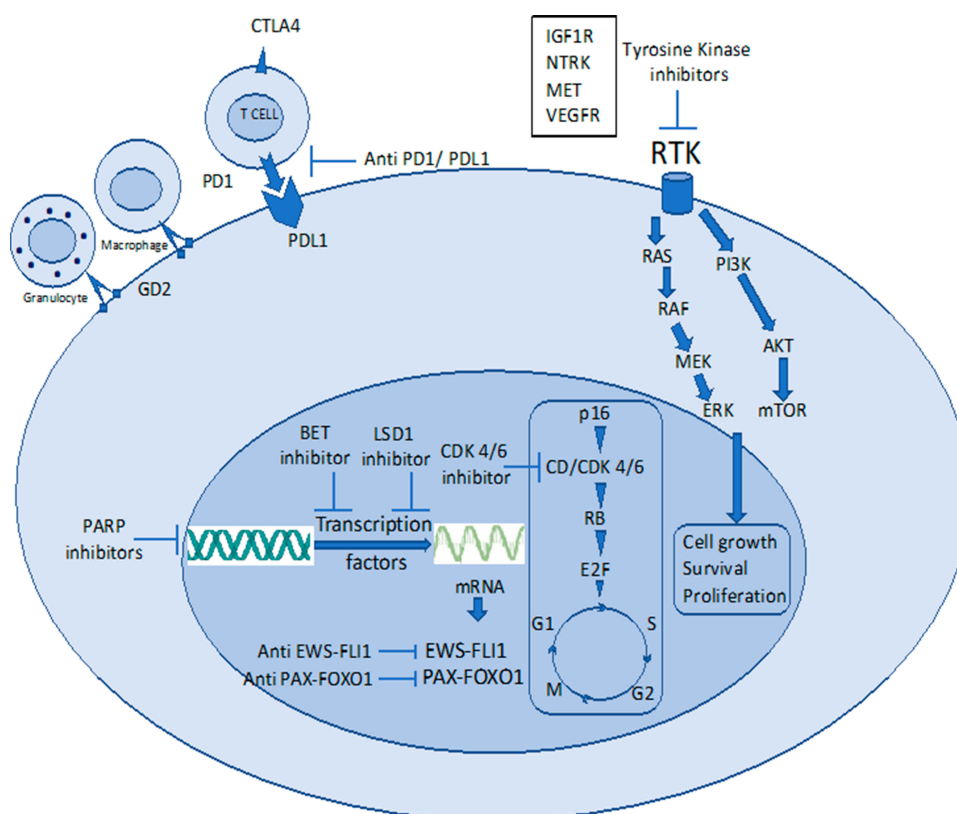 CTLA4
T CELL
PD1
Anti PD1/ PDL1
PDL1
Macrophage
Granulocyte
GD2
IGF1R
NTRK
MET
VEGFR
Tyrosine Kinase
inhibitors
RTK
RAS
RAF
MEK
ERK
PI3K
AKT
mTOR
BET
inhibitor
LSD1
inhibitor
CDK 4/6
inhibitor
p16
CD/CDK 4/6
RB
E2F
G1
S
M
G2
PARP
inhibitors
Transcription
factors
mRNA
Anti EWS-FLI1
EWS-FLI1
Anti PAX-FOXO1
PAX-FOXO1
Cell growth
Survival
Proliferation